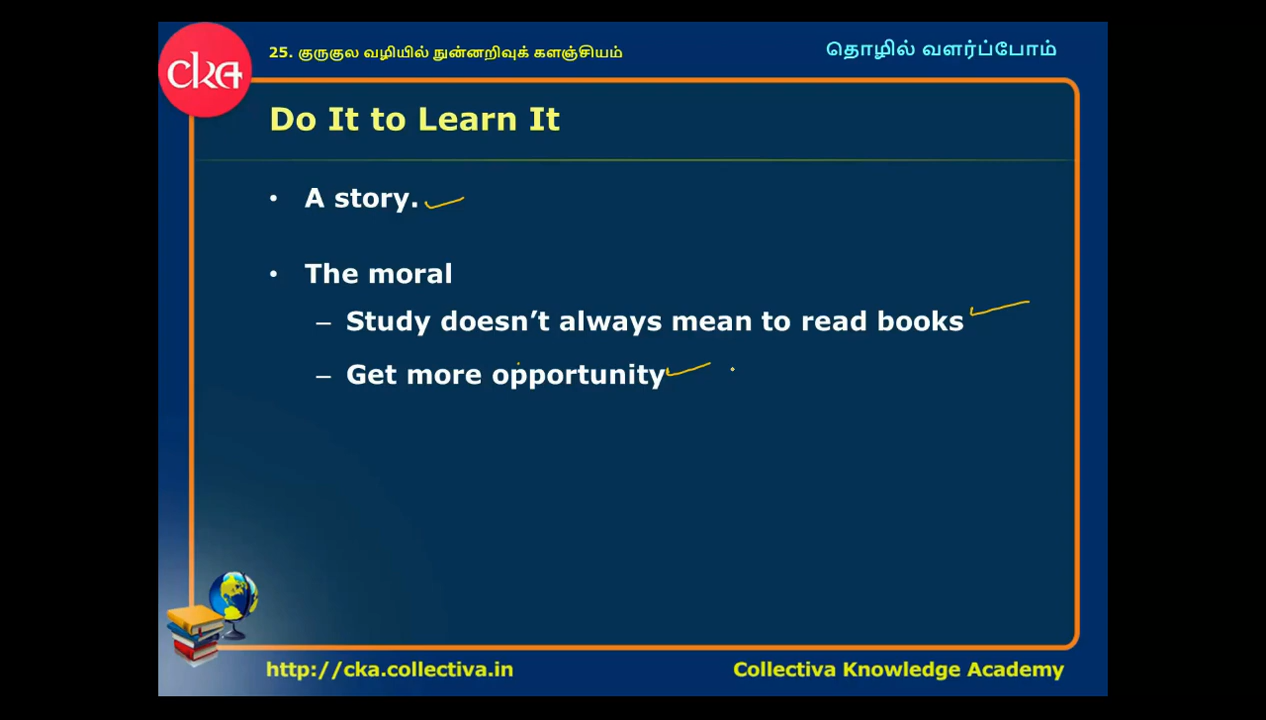 cka
25. குருகுல வழியில் நுன்னறிவுக் களஞ்சியம்
தொழில் வளர்ப்போம்
Do It to Learn It
• A story.
• The moral
– Study doesn’t always mean to read books
– Get more opportunity
http://cka.collectiva.in
Collectiva Knowledge Academy